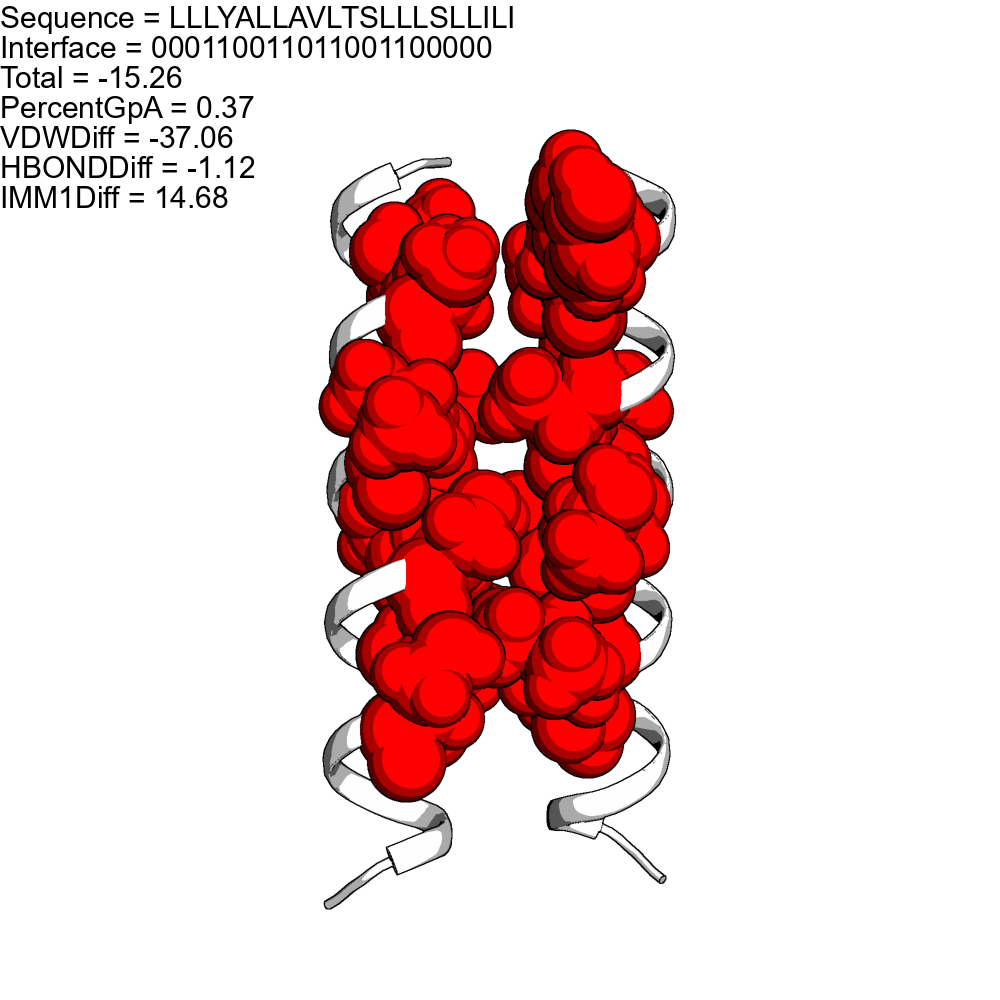 Sequence = LLLYALLAVLTSLLLSLLILI
Interface = 000110011011001100000
Total = -15.26
PercentGpA = 0.37
VDWDiff = -37.06
HBONDDiff = -1.12
IMM1Diff = 14.68